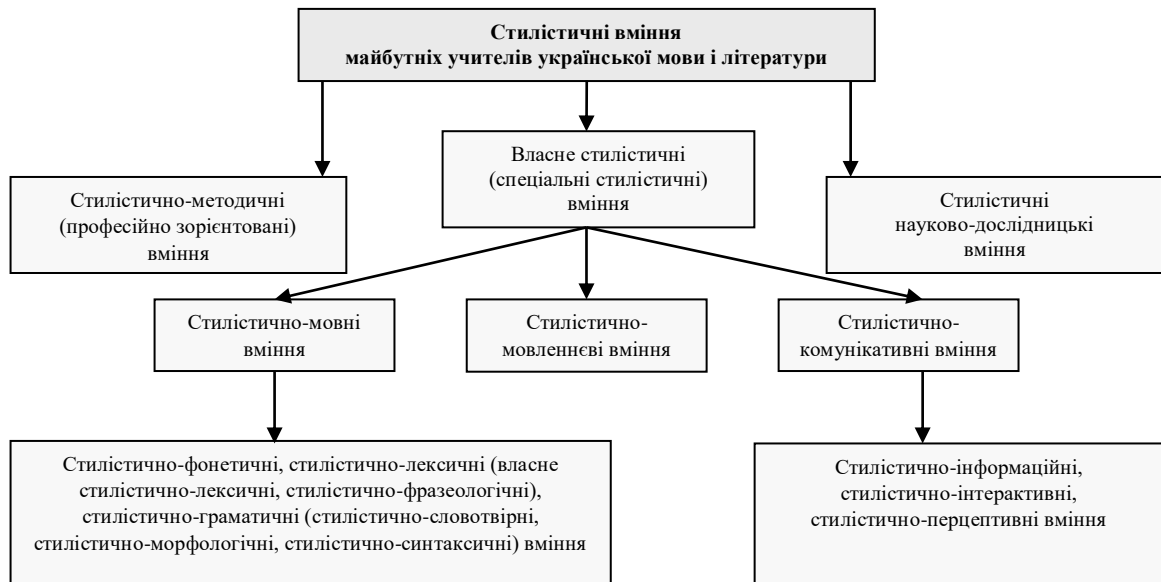 Стилістичні вміння
майбутніх учителів української мови і літератури
Стилістично-методичні
(професійно зорієнтовані)
вміння
Власне стилістичні
(спеціальні стилістичні)
вміння
Стилістичні
науково-дослідницькі
вміння
Стилістично-мовні
вміння
Стилістично-
мовленнєві вміння
Стилістично-
комунікативні вміння
Стилістично-фонетичні, стилістично-лексичні (власне
стилістично-лексичні, стилістично-фразеологічні),
стилістично-граматичні (стилістично-словотвірні,
стилістично-морфологічні, стилістично-синтаксичні) вміння
Стилістично-інформаційні,
стилістично-інтерактивні,
стилістично-перцептивні вміння